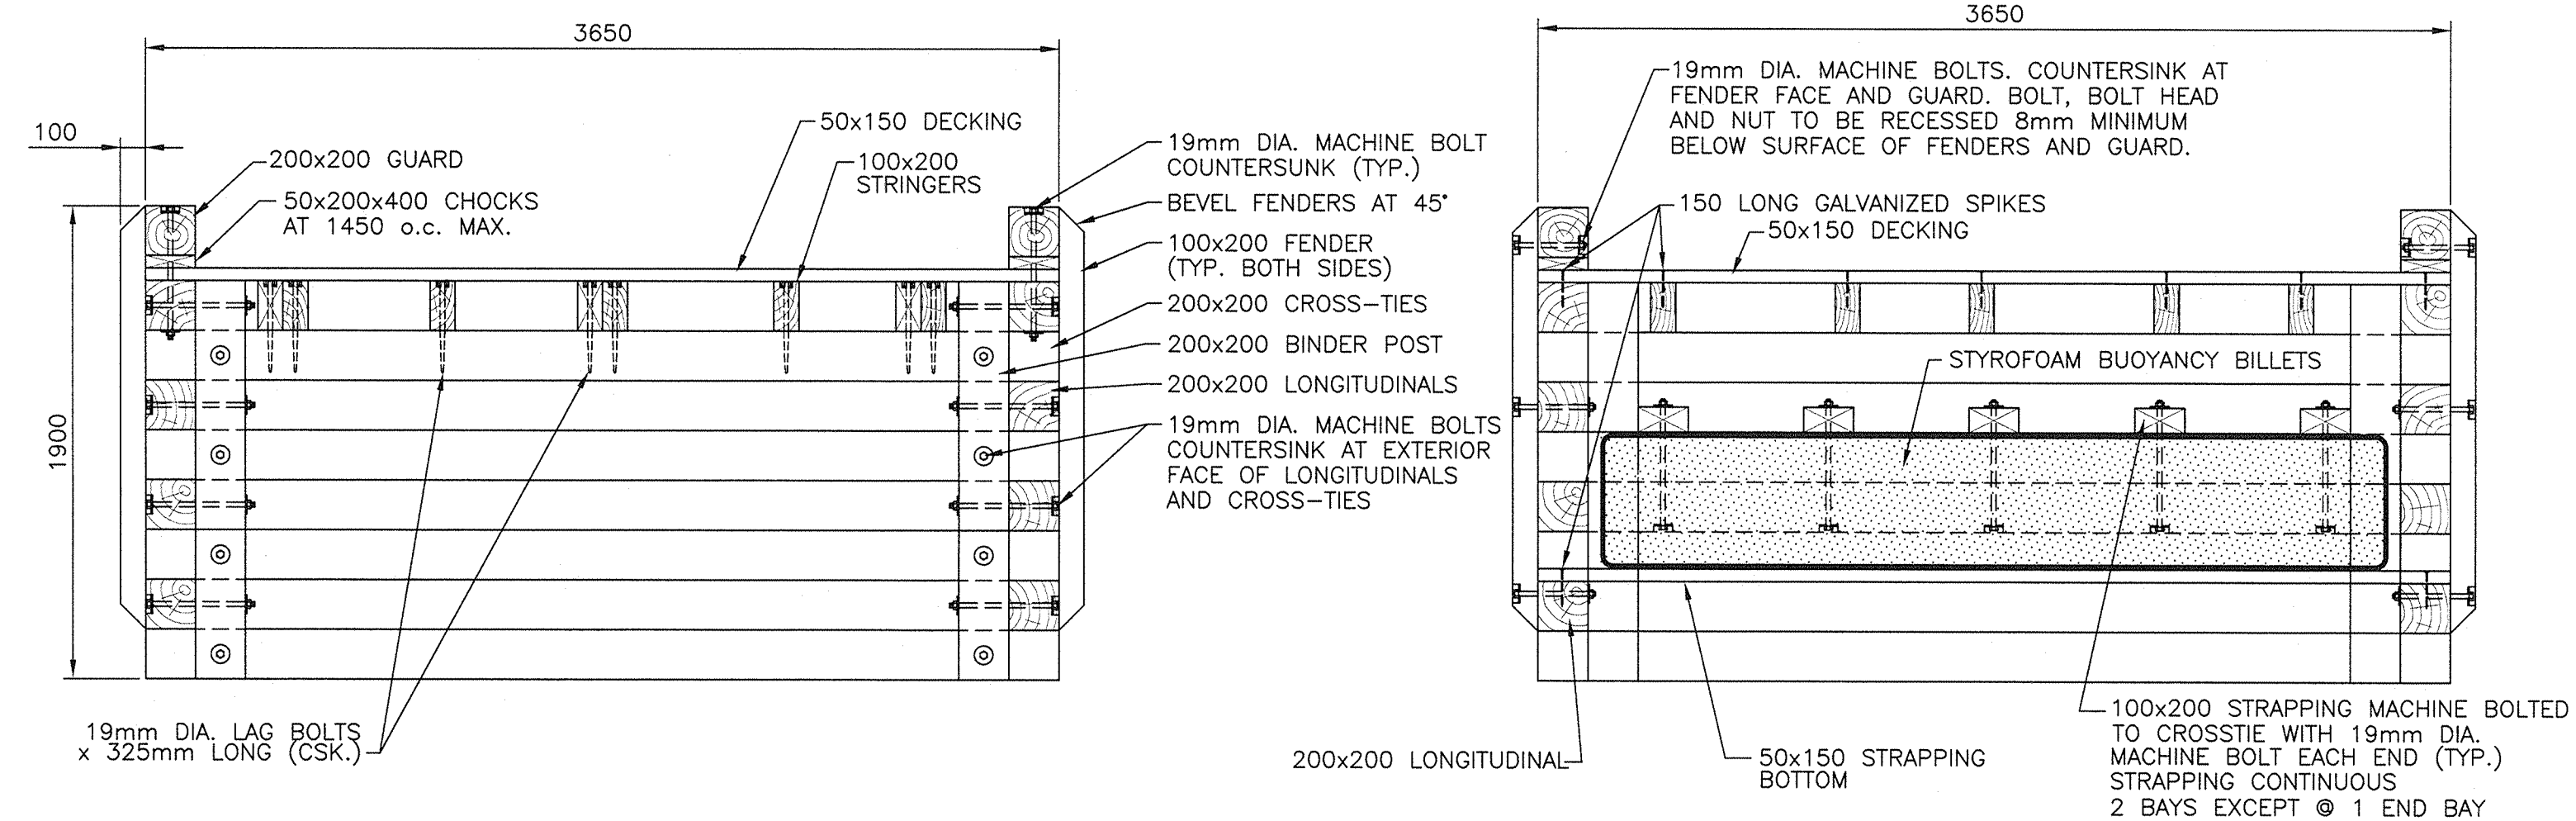 3650
100
50x150 DECKING
200x200 GUARD
100x200
STRINGERS
50x200x400 CHOCKS
AT 1450 o.c. MAX.
1900
19mm DIA. MACHINE BOLT
COUNTERSUNK (TYP.)
BEVEL FENDERS AT 45°
100x200 FENDER
(TYP. BOTH SIDES)
200x200 CROSS-TIES
200x200 BINDER POST
200x200 LONGITUDINALS
19mm DIA. MACHINE BOLTS
COUNTERSINK AT EXTERIOR
FACE OF LONGITUDINALS
AND CROSS-TIES
19mm DIA. LAG BOLTS
x 325mm LONG (CSK.)
3650
19mm DIA. MACHINE BOLTS. COUNTERSINK AT
FENDER FACE AND GUARD. BOLT, BOLT HEAD
AND NUT TO BE RECESSED 8mm MINIMUM
BELOW SURFACE OF FENDERS AND GUARD.
150 LONG GALVANIZED SPIKES
50x150 DECKING
STYROFOAM BUOYANCY BILLETS
200x200 LONGITUDINAL
50x150 STRAPPING
BOTTOM
100x200 STRAPPING MACHINE BOLTED
TO CROSSTIE WITH 19mm DIA.
MACHINE BOLT EACH END (TYP.)
STRAPPING CONTINUOUS
2 BAYS EXCEPT @ 1 END BAY